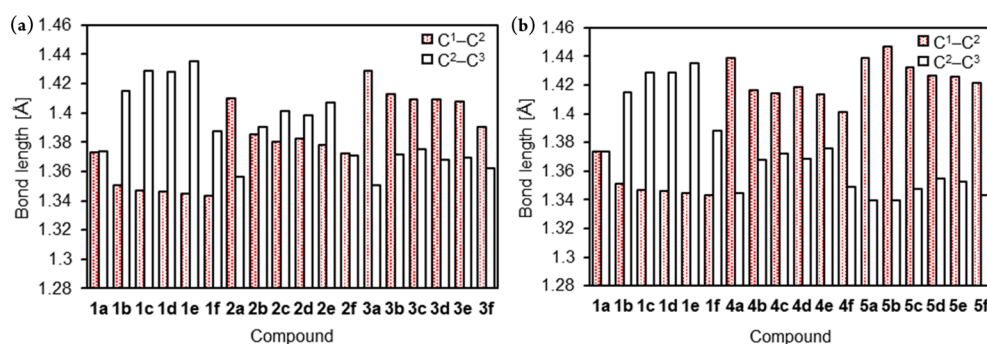 (a)
1.46
1.44
1.42
1.4
1.38
1.36
1.34
1.32
1.3
1.28
Bond length [Å]
C¹–C²
C²–C³
1a 1b 1c 1d 1e 1f 2a 2b 2c 2d 2e 2f 3a 3b 3c 3d 3e 3f
Compound
(b)
1.46
1.44
1.42
1.4
1.38
1.36
1.34
1.32
1.3
1.28
Bond length [Å]
C¹–C²
C²–C³
1a 1b 1c 1d 1e 1f 4a 4b 4c 4d 4e 4f 5a 5b 5c 5d 5e 5f
Compound